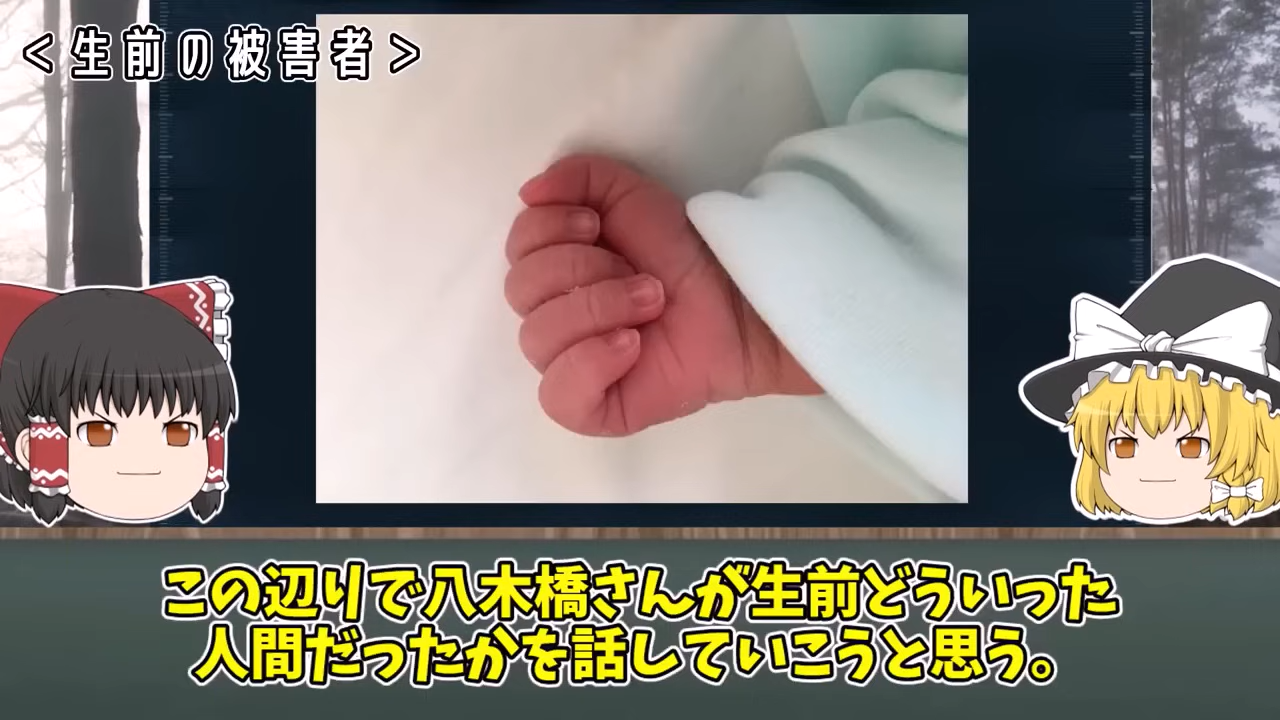 ＜生前の被害者＞
この辺りで八木橋さんが生前どういった
人間だったかを話していこうと思う。